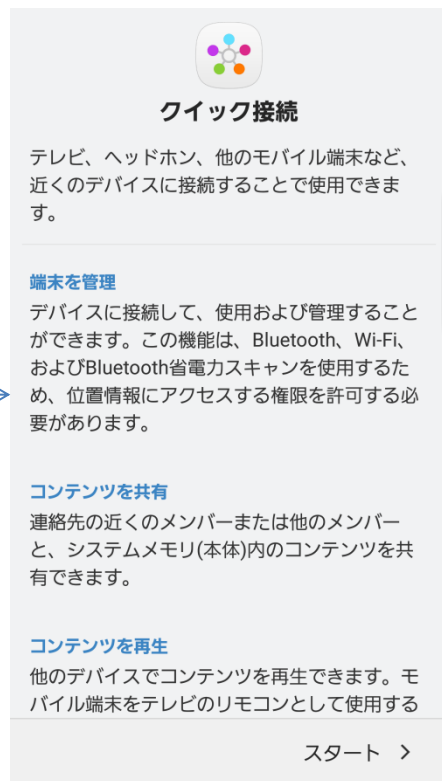 クイック接続
テレビ、ヘッドホン、他のモバイル端末など、
近くのデバイスに接続することで使用できま
す。
端末を管理
デバイスに接続して、使用および管理すること
ができます。この機能は、Bluetooth、Wi-Fi、
およびBluetooth省電力スキャンを使用するた
め、位置情報にアクセスする権限を許可する必
要があります。
コンテンツを共有
連絡先の近くのメンバーまたは他のメンバー
と、システムメモリ(本体)内のコンテンツを共
有できます。
コンテンツを再生
他のデバイスでコンテンツを再生できます。モ
バイル端末をテレビのリモコンとして使用する
スタート